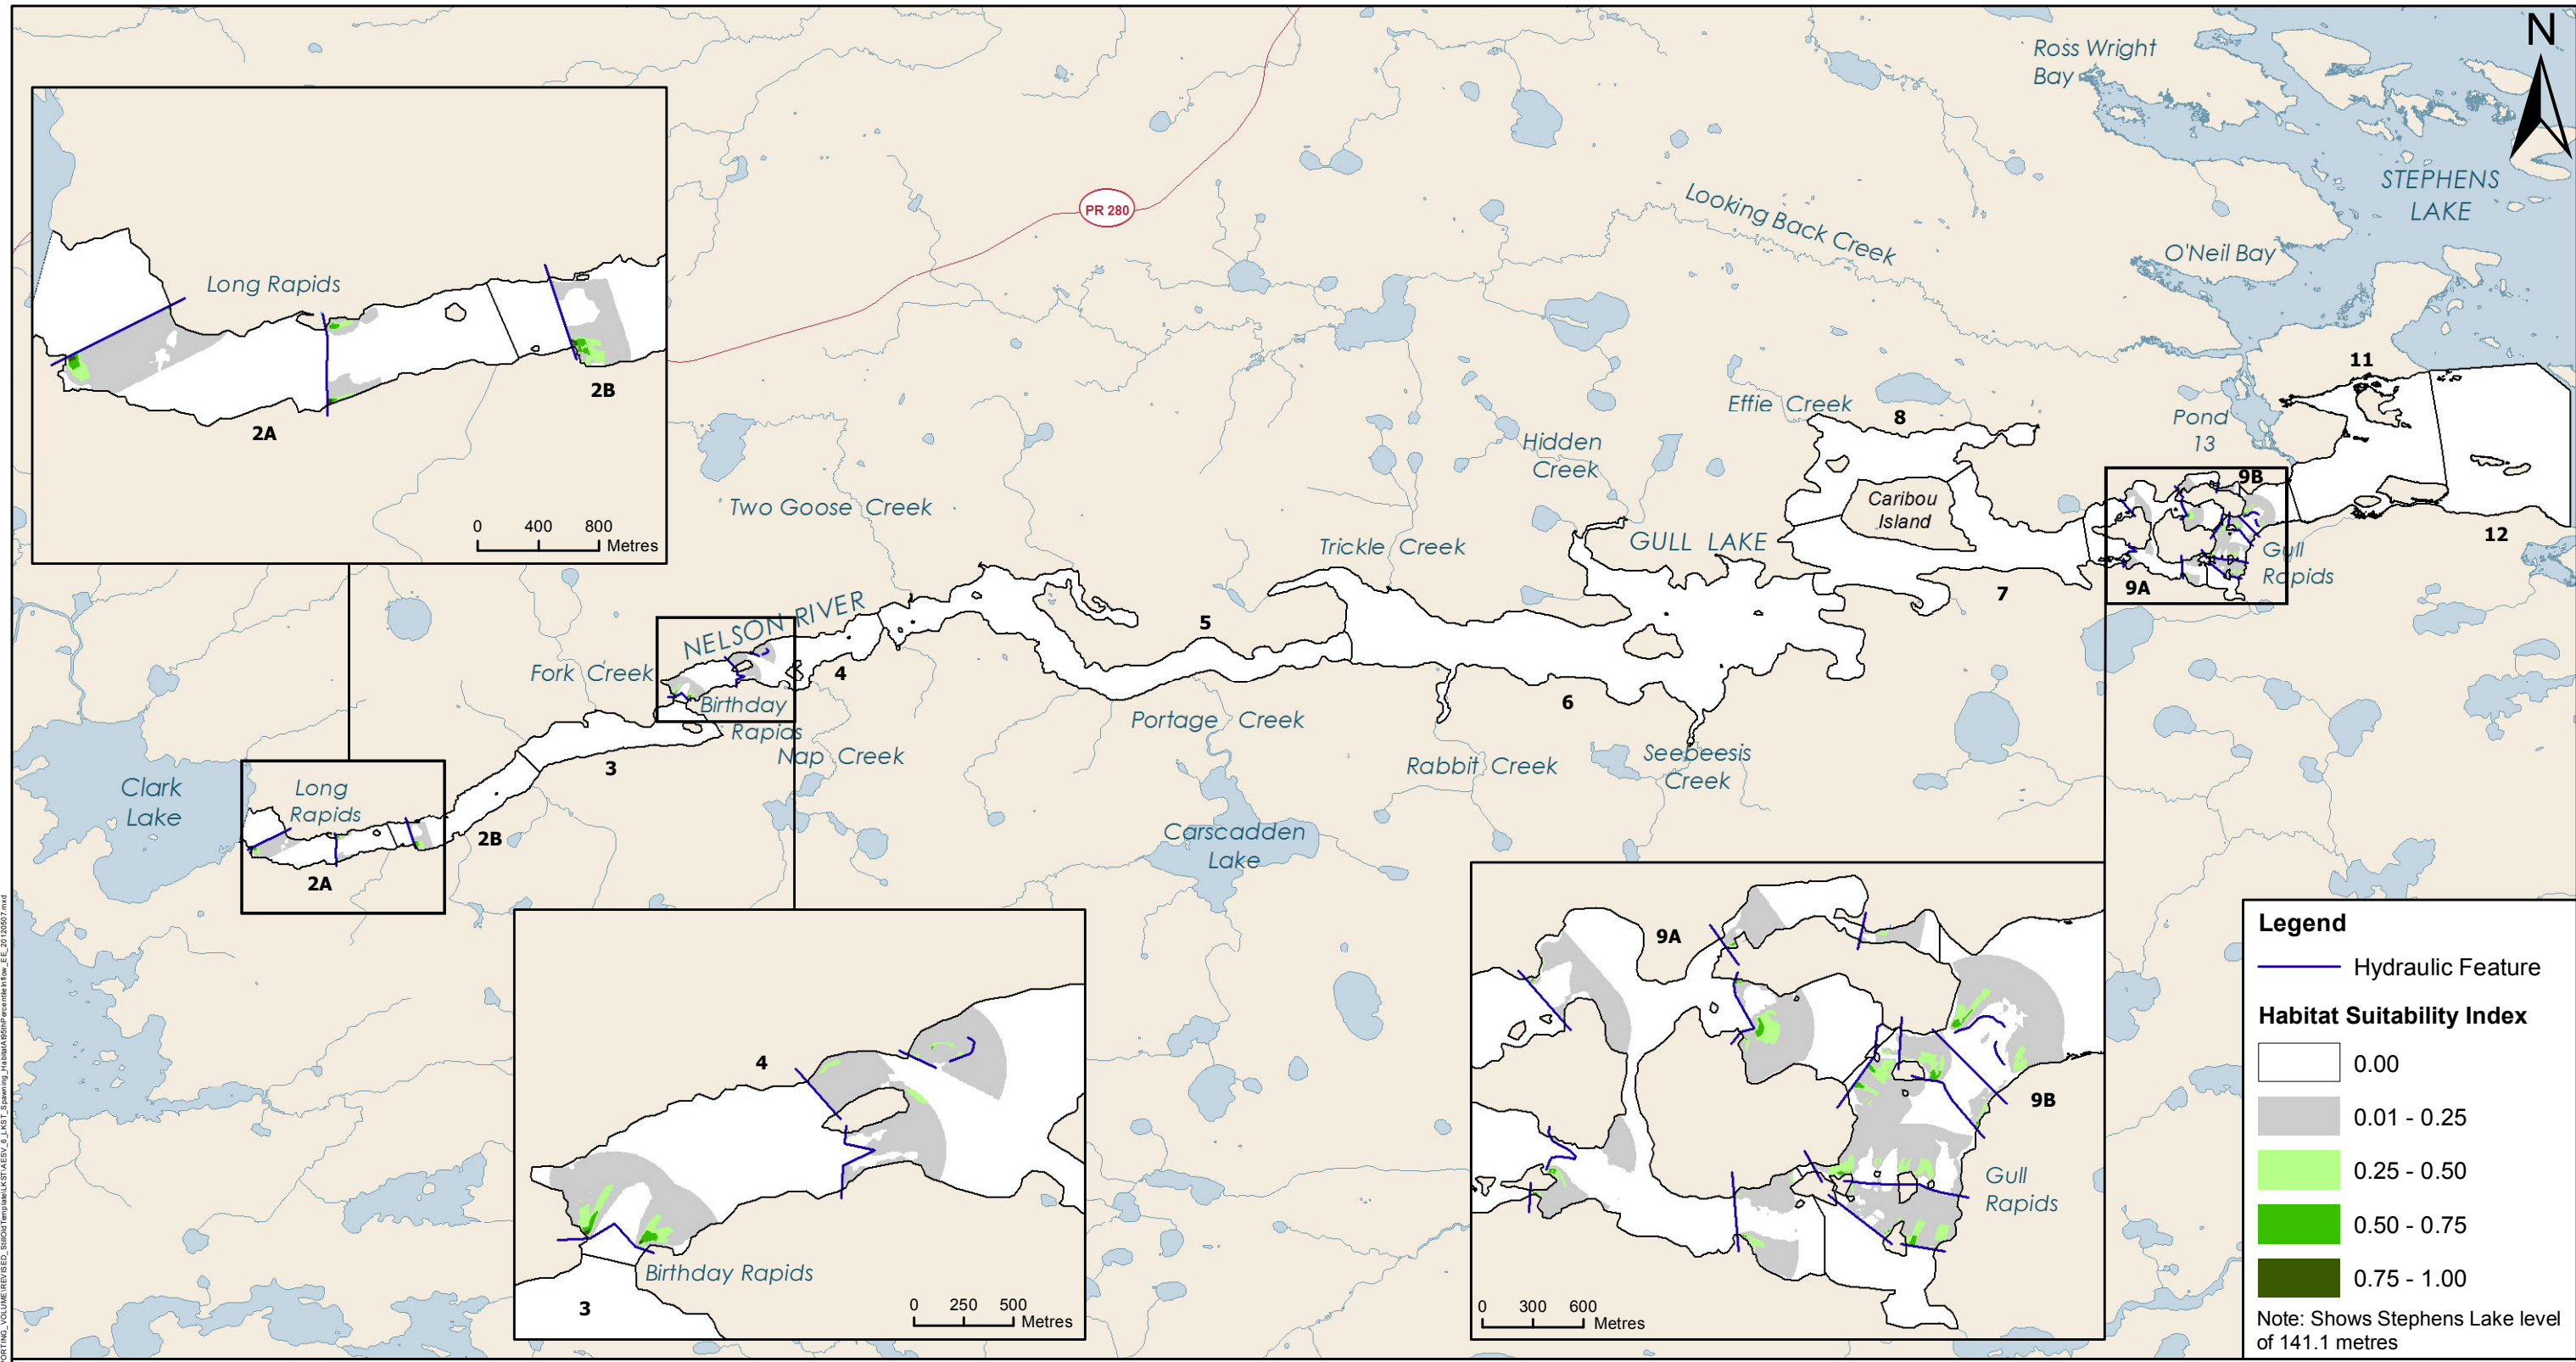 N
Ross Wright
Bay
STEPHENS
LAKE
O'Neil Bay
Looking Back Creek
PR 280
Long Rapids
2A
2B
0 400 800
Metres
11
Effie Creek
8
Pond
13
Hidden
Creek
Caribou
Island
9B
12
Two Goose Creek
Trickle Creek
GULL LAKE
Gull
Rapids
9A
7
NELSON RIVER
5
Fork Creek
4
Birthday
Rapids
6
Portage Creek
Nap Creek
Rabbit Creek
Seebeesis
Creek
3
Clark
Lake
Long
Rapids
2B
2A
Carscadden
Lake
4
Birthday Rapids
3
0 250 500
Metres
9A
9B
Gull
Rapids
0 300 600
Metres
Legend
Hydraulic Feature
Habitat Suitability Index
0.00
0.01 - 0.25
0.25 - 0.50
0.50 - 0.75
0.75 - 1.00
Note: Shows Stephens Lake level
of 141.1 metres